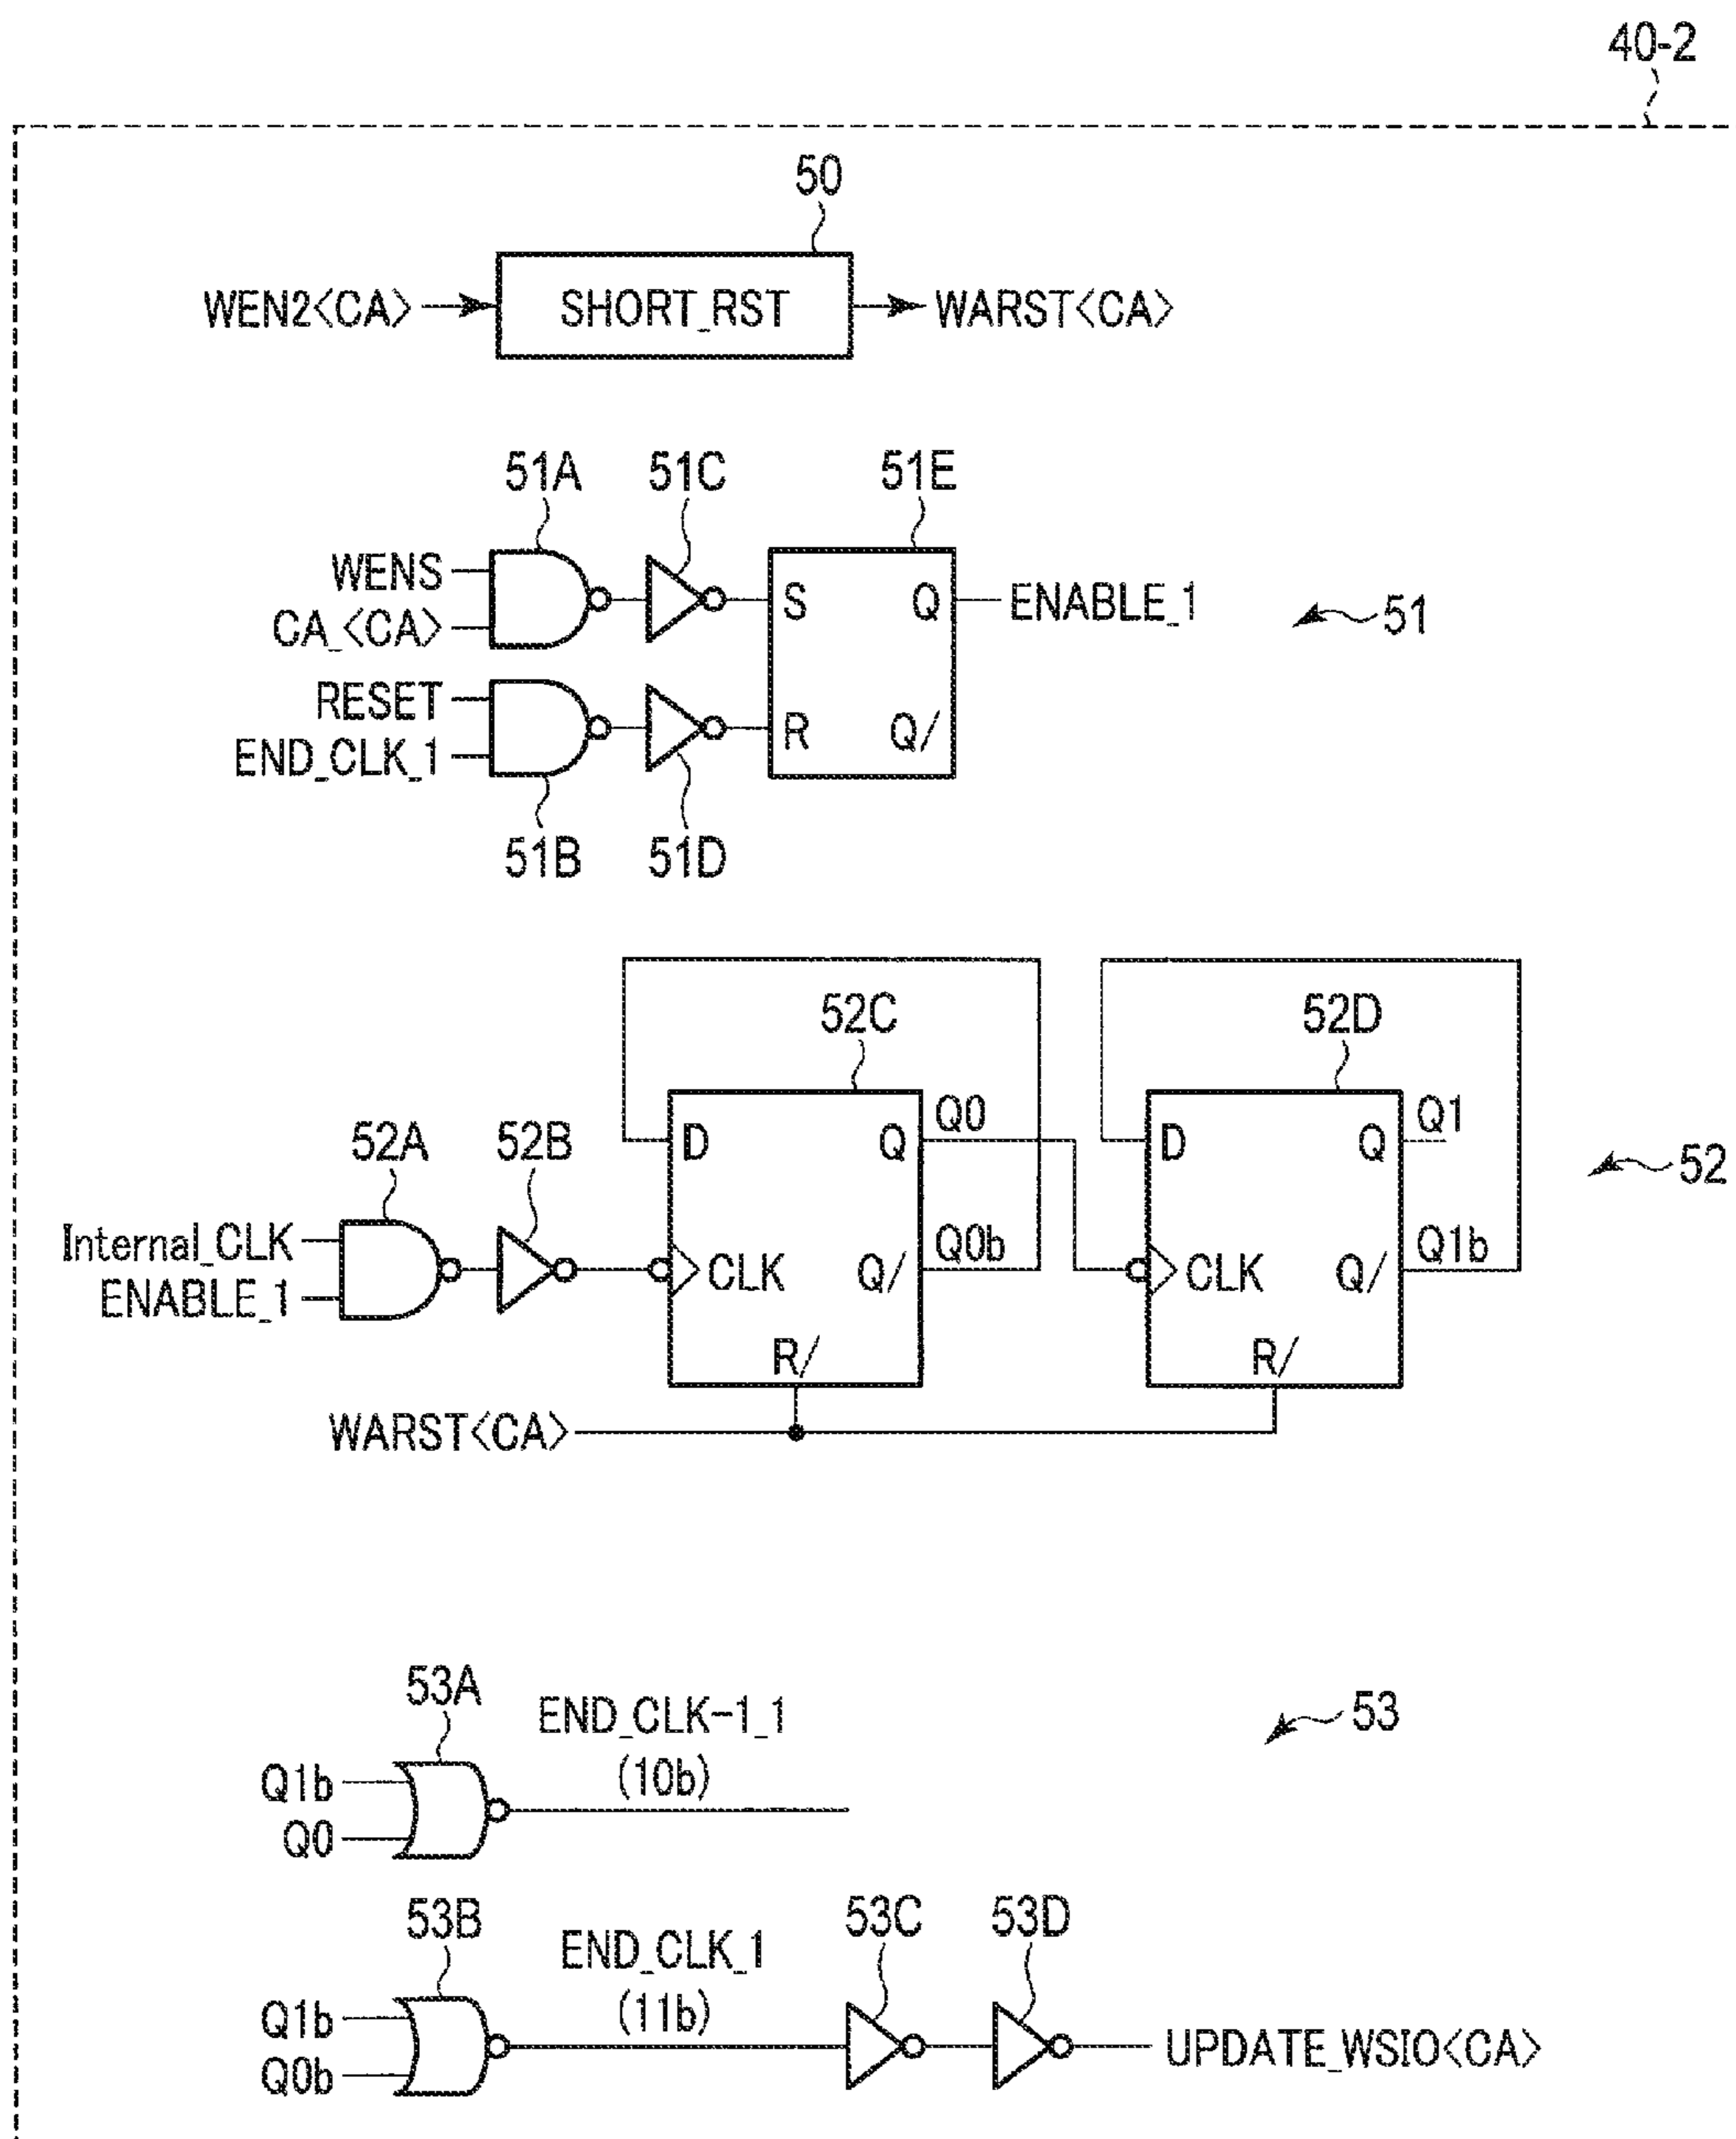 40-2
50
WEN2<CA>
SHORT_RST
WARST<CA>
51A
51C
51E
WENS
CA_<CA>
S
Q
ENABLE_1
51
RESET
END_CLK_1
R
Q/
51B
51D
52C
52D
52A
52B
D
Q
Q0
D
Q
Q1
52
Internal_CLK
ENABLE_1
CLK
Q/
Q0b
CLK
Q/
Q1b
R/
R/
WARST<CA>
53A
END_CLK-1_1
(10b)
53
Q1b
Q0
53B
END_CLK_1
(11b)
53C
53D
Q1b
Q0b
UPDATE_WSIO<CA>